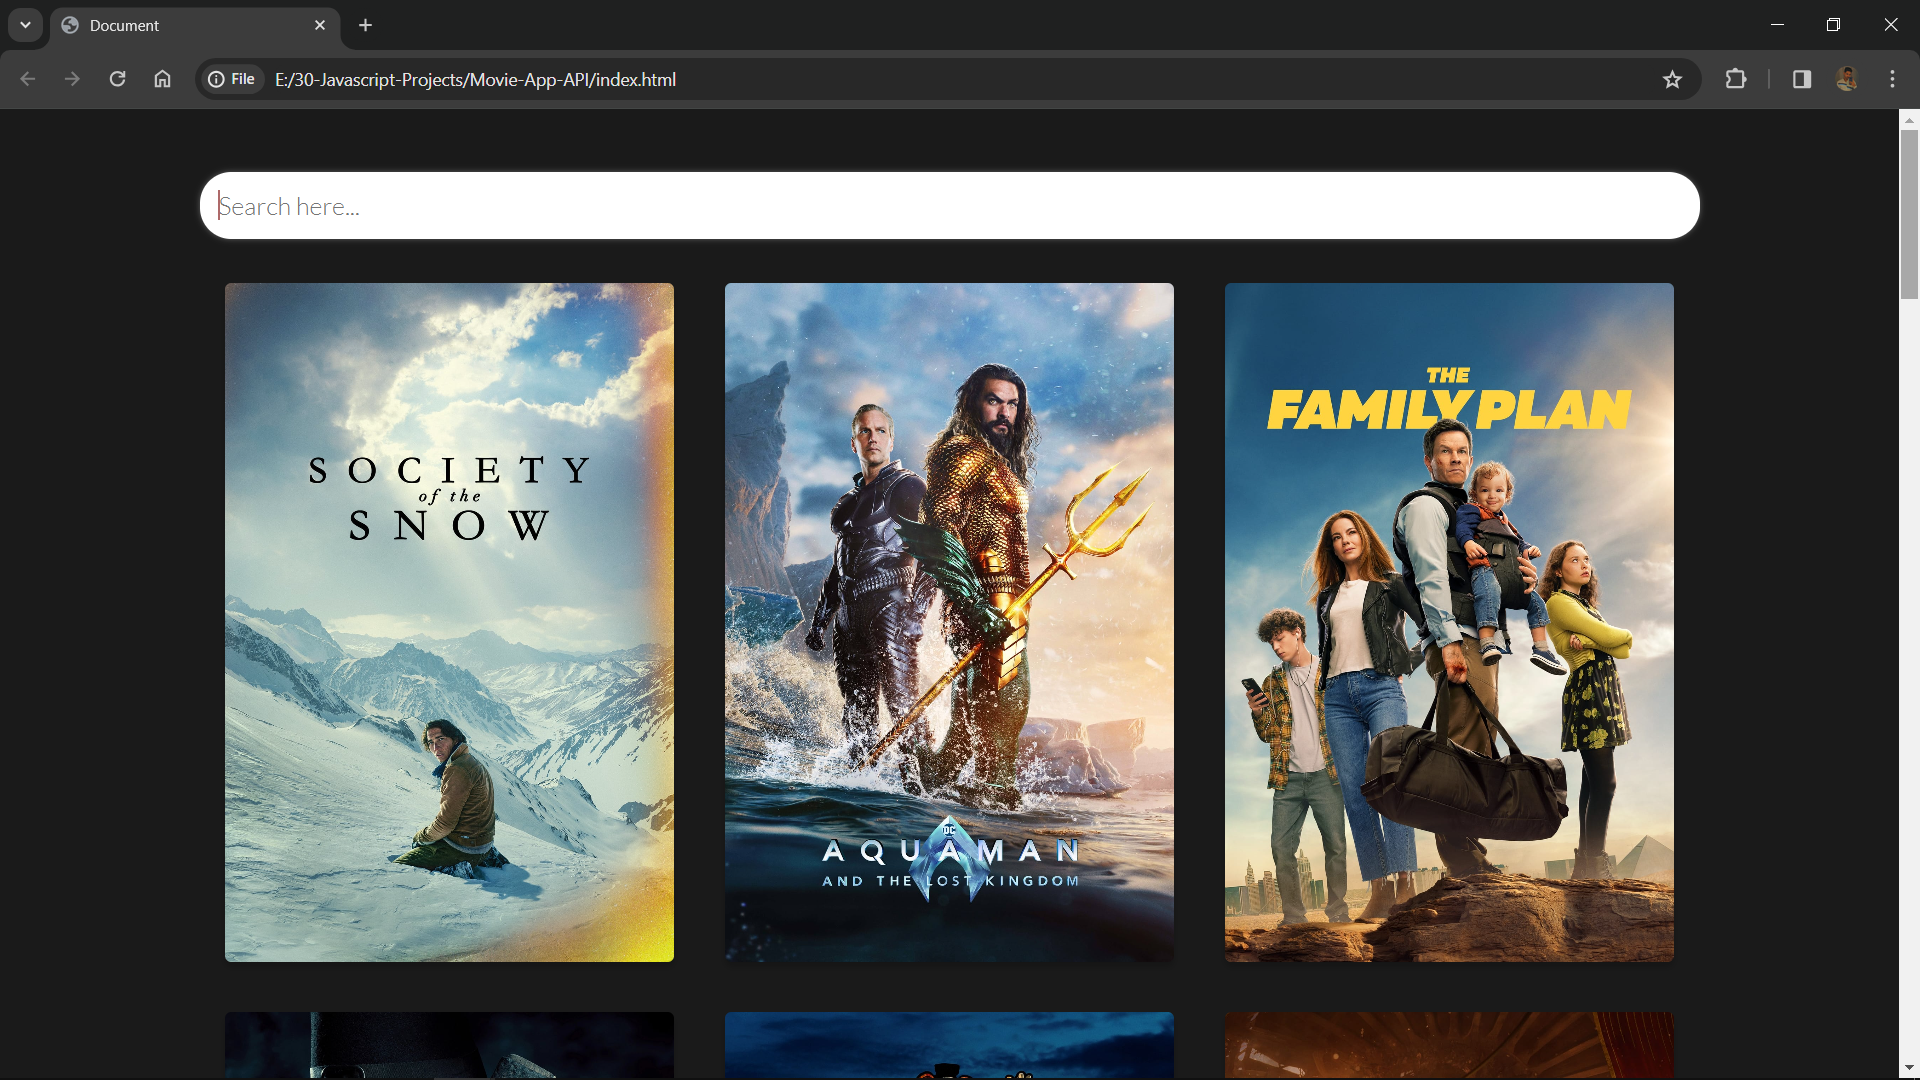 Document
File
E:/30-Javascript-Projects/Movie-App-API/index.html
Search here...
SOCIETY
of the
SNOW
DC
AQUAMAN
AND THE LOST KINGDOM
THE
FAMILY PLAN